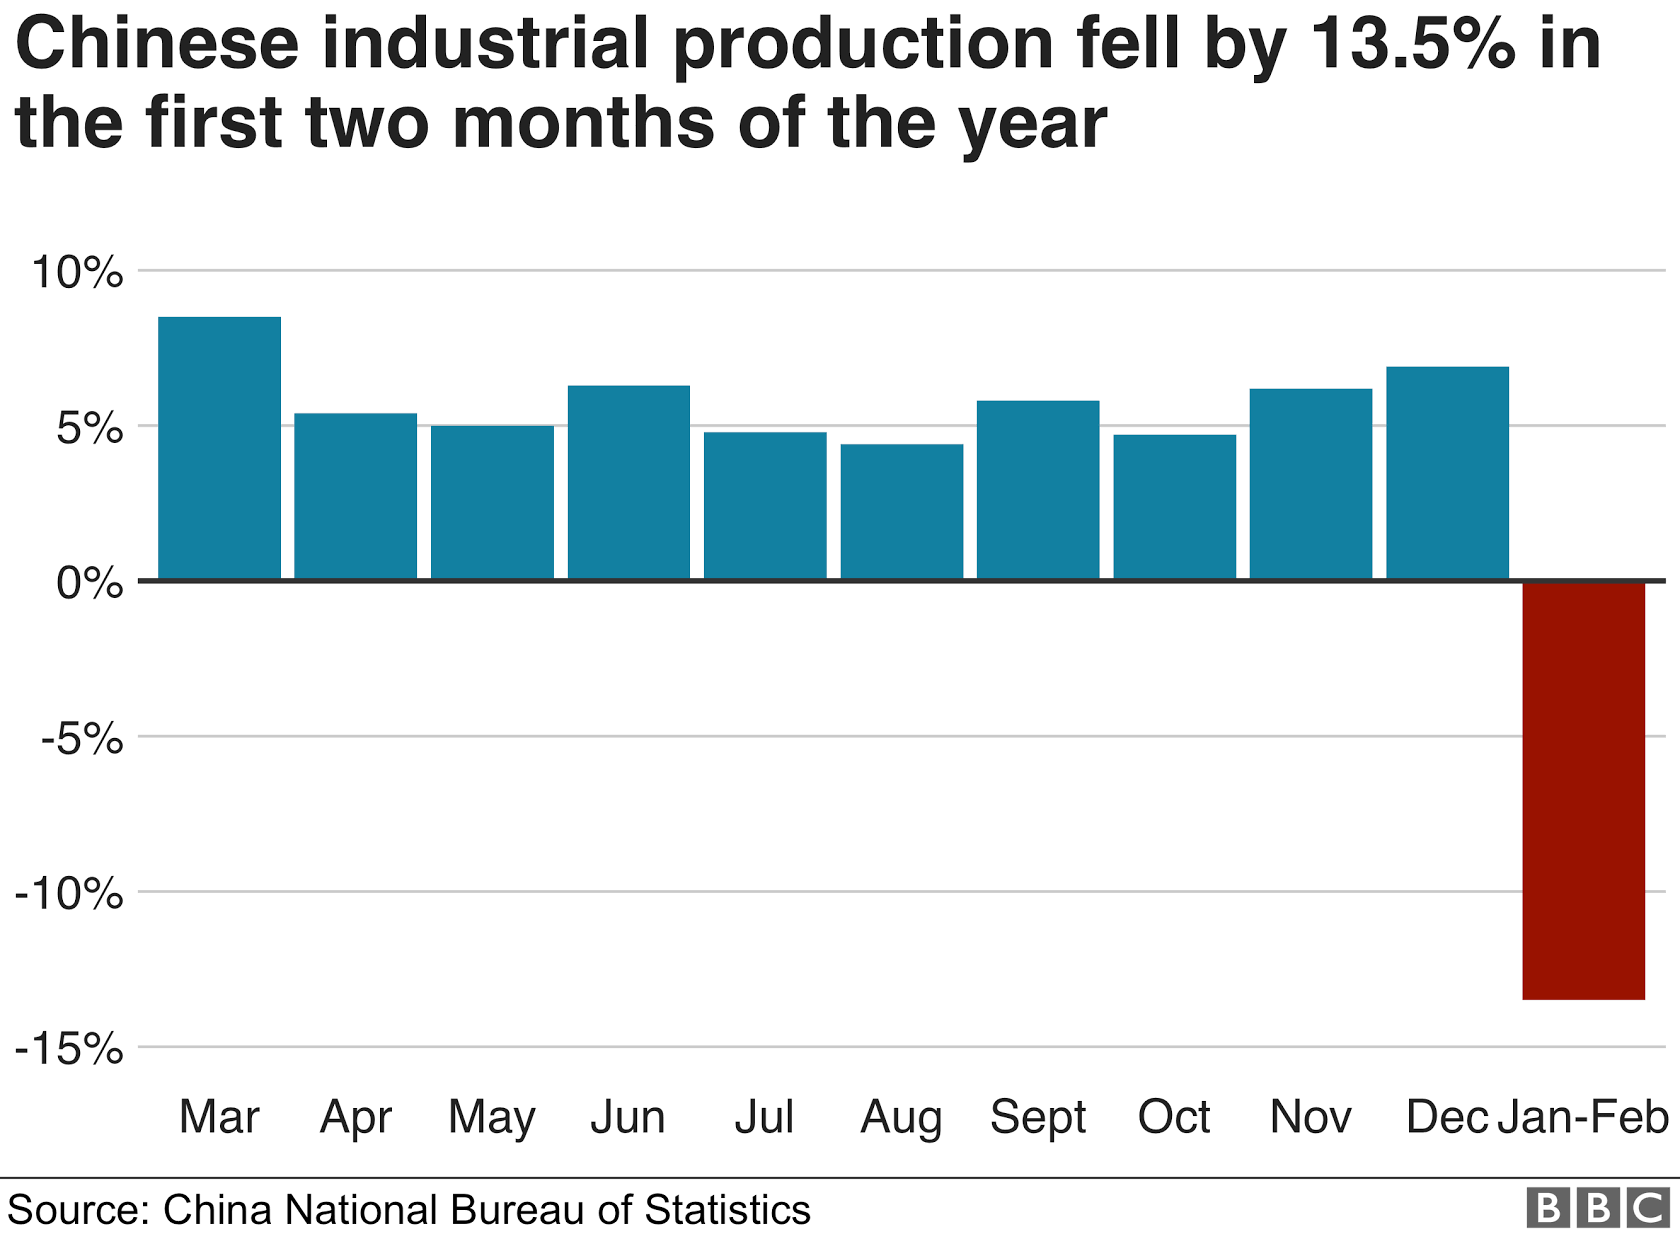 Chinese industrial production fell by 13.5% in
the first two months of the year
10%
5%
0%
-5%
-10%
-15%
Mar Apr May Jun Jul Aug Sept Oct Nov Dec Jan-Feb
Source: China National Bureau of Statistics
BBC